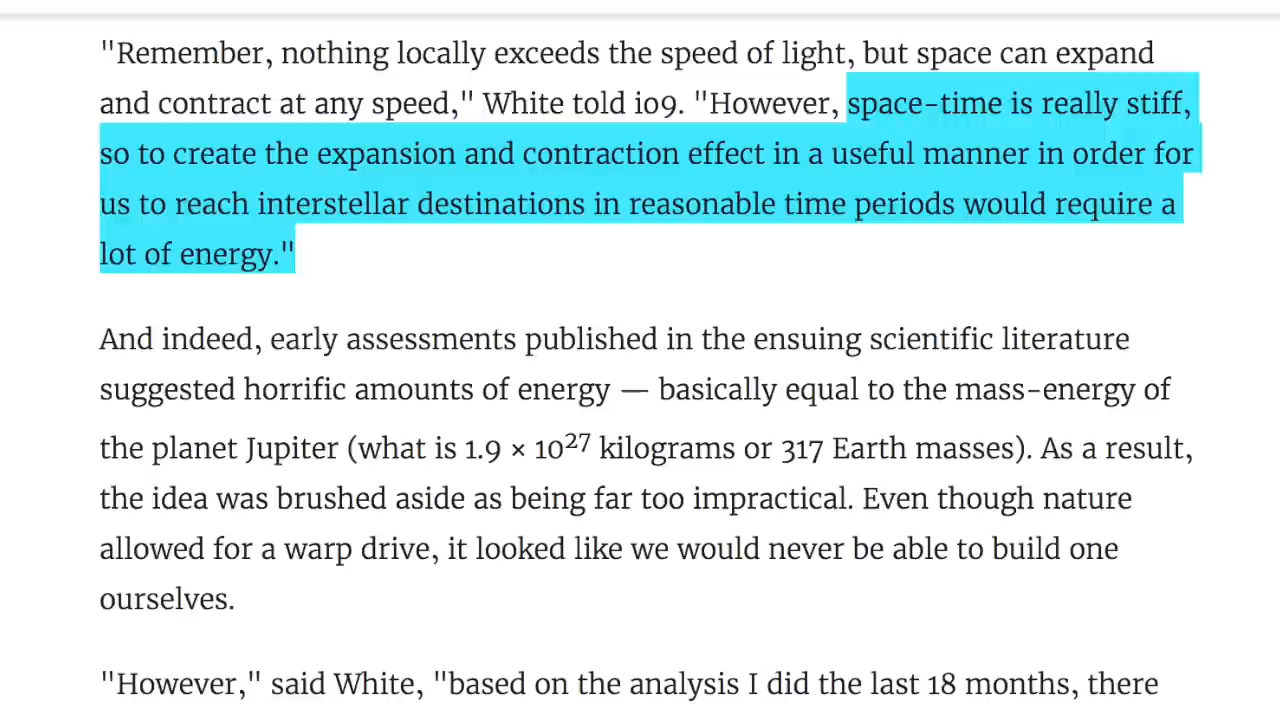 "Remember, nothing locally exceeds the speed of light, but space can expand
and contract at any speed," White told io9. "However, space-time is really stiff,
so to create the expansion and contraction effect in a useful manner in order for
us to reach interstellar destinations in reasonable time periods would require a
lot of energy."
And indeed, early assessments published in the ensuing scientific literature
suggested horrific amounts of energy — basically equal to the mass-energy of
the planet Jupiter (what is 1.9 × 10²⁷ kilograms or 317 Earth masses). As a result,
the idea was brushed aside as being far too impractical. Even though nature
allowed for a warp drive, it looked like we would never be able to build one
ourselves.
"However," said White, "based on the analysis I did the last 18 months, there